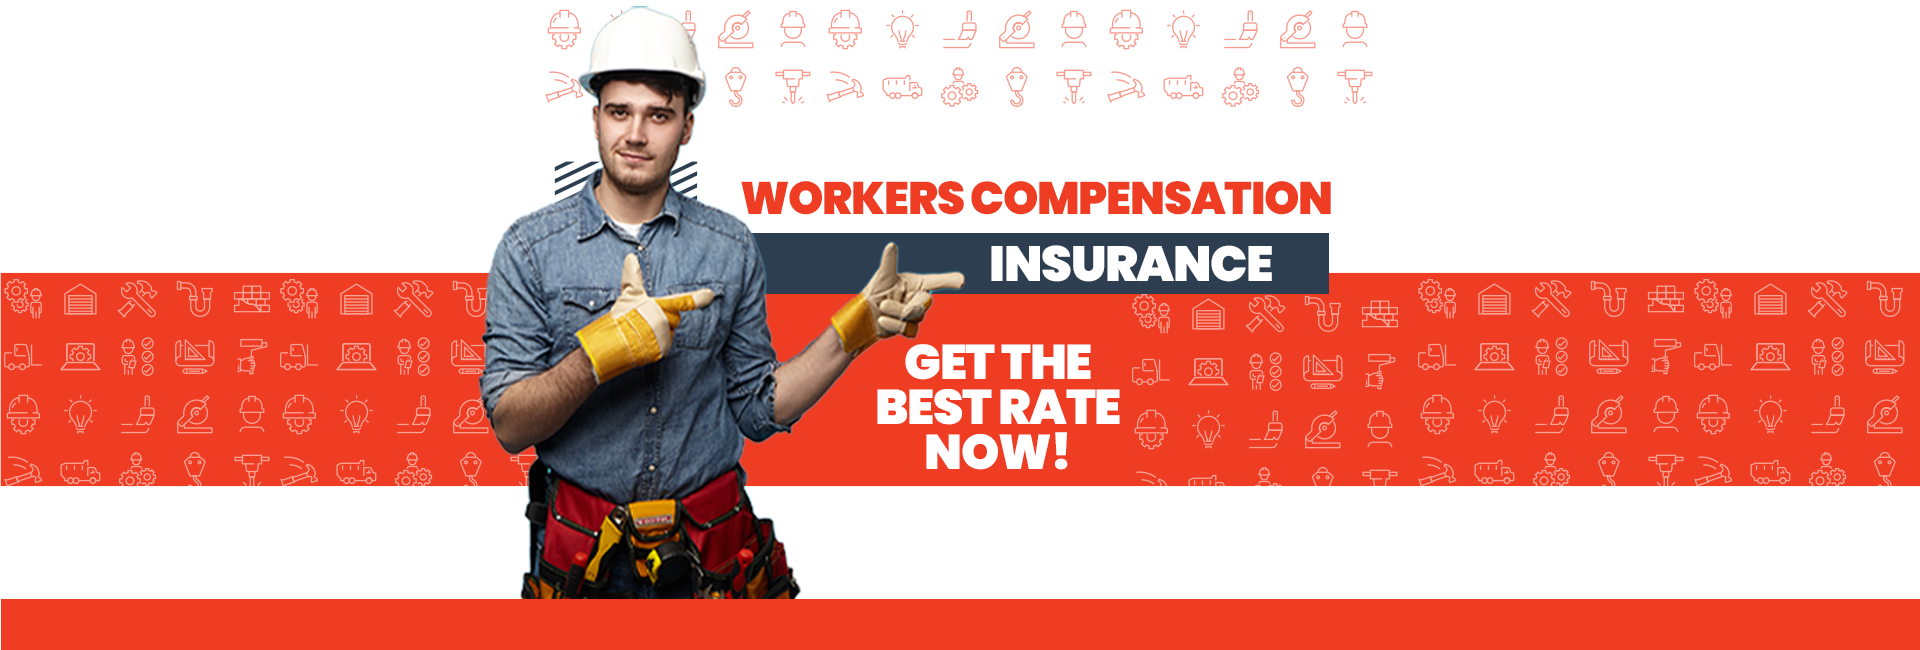 WORKERS COMPENSATION
INSURANCE
GET THE
BEST RATE
NOW!